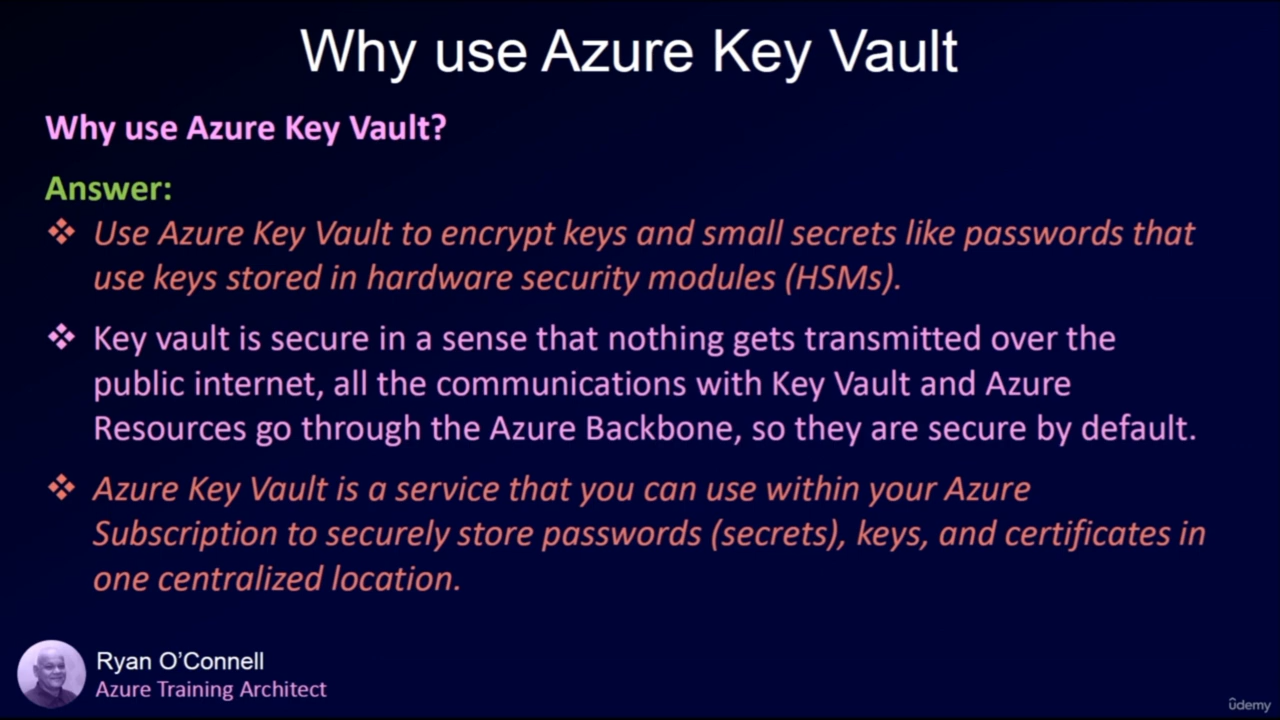 Why use Azure Key Vault
Why use Azure Key Vault?
Answer:
❖ Use Azure Key Vault to encrypt keys and small secrets like passwords that
use keys stored in hardware security modules (HSMs).
❖ Key vault is secure in a sense that nothing gets transmitted over the
public internet, all the communications with Key Vault and Azure
Resources go through the Azure Backbone, so they are secure by default.
❖ Azure Key Vault is a service that you can use within your Azure
Subscription to securely store passwords (secrets), keys, and certificates in
one centralized location.
Ryan O’Connell
Azure Training Architect
ûdemy